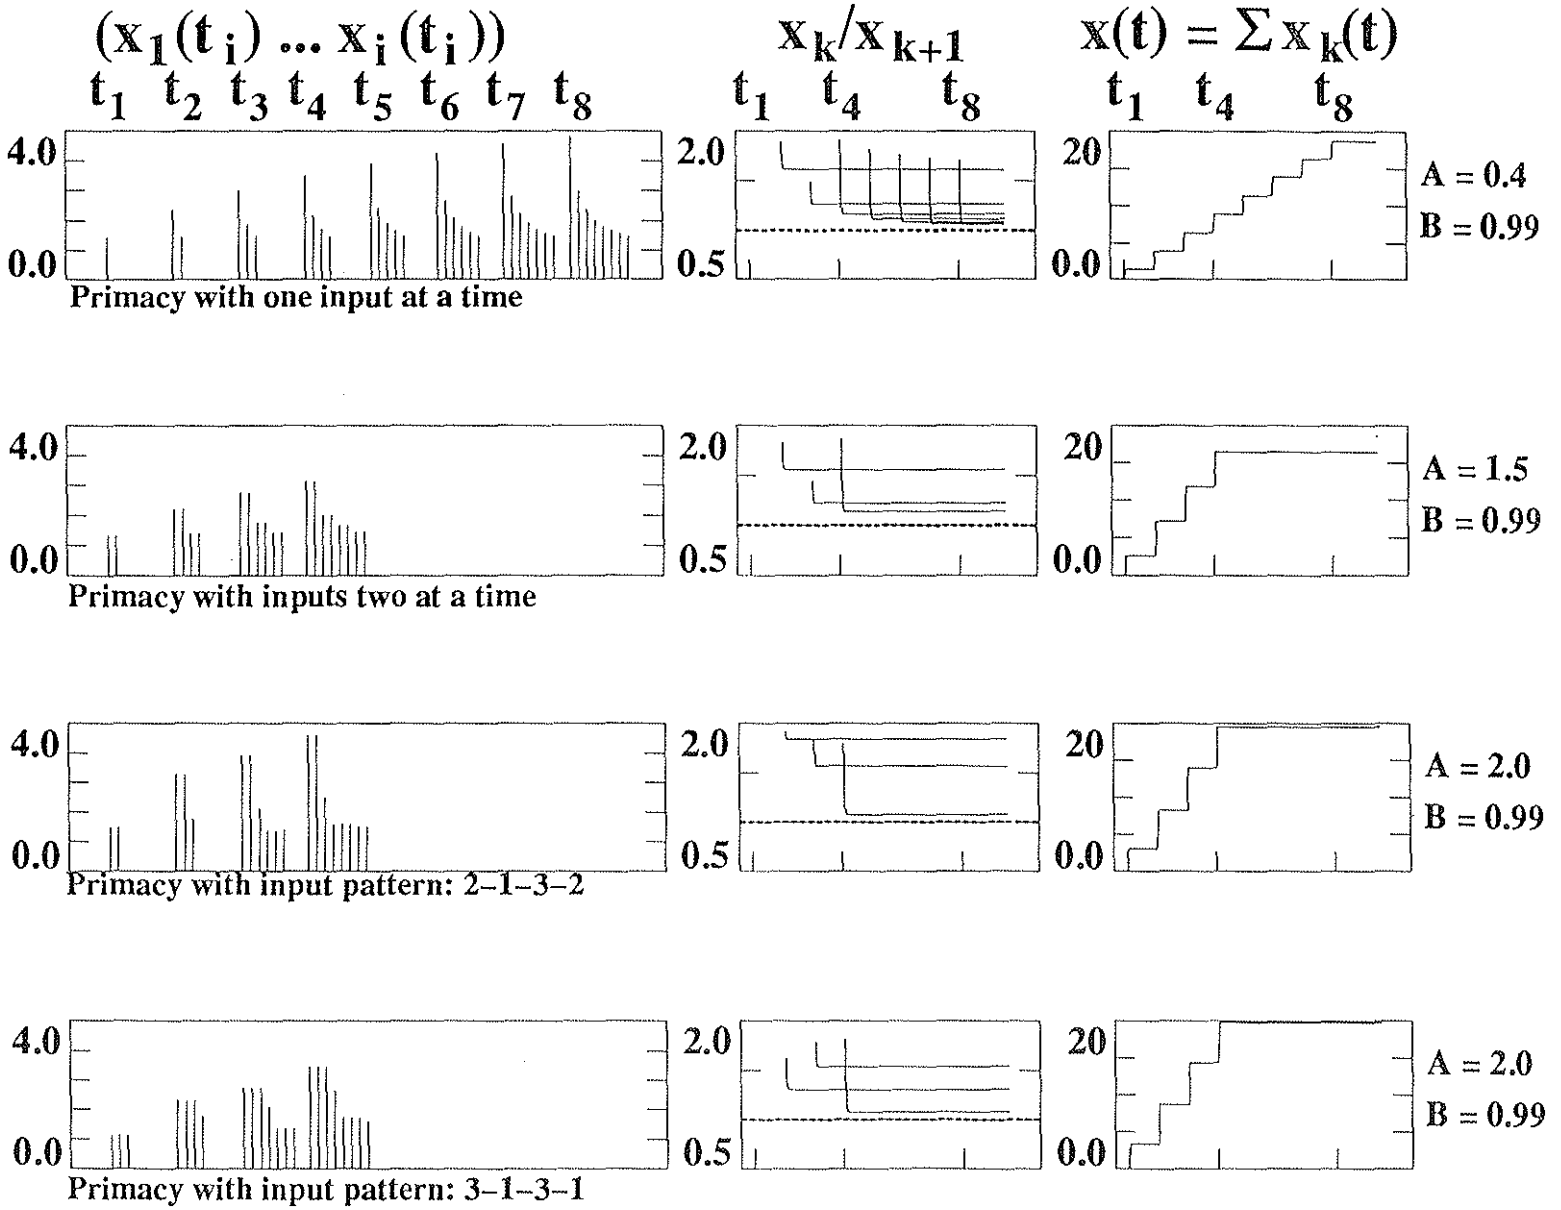 (x1(ti) ... xi(ti)) xk/xk+1 x(t) = Σ xk(t)
t1 t2 t3 t4 t5 t6 t7 t8 t1 t4 t8 t1 t4 t8
4.0 2.0 20 A = 0.4
0.0 0.5 0.0 B = 0.99
Primacy with one input at a time
4.0 2.0 20 A = 1.5
0.0 0.5 0.0 B = 0.99
Primacy with inputs two at a time
4.0 2.0 20 A = 2.0
0.0 0.5 0.0 B = 0.99
Primacy with input pattern: 2–1–3–2
4.0 2.0 20 A = 2.0
0.0 0.5 0.0 B = 0.99
Primacy with input pattern: 3–1–3–1